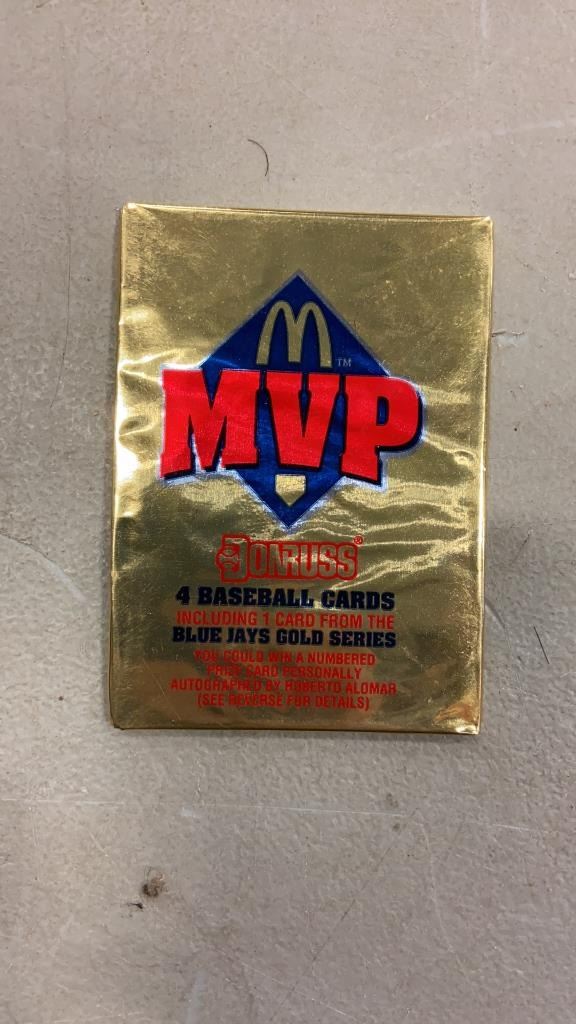 M™
MVP
DONRUSS®
4 BASEBALL CARDS
INCLUDING 1 CARD FROM THE
BLUE JAYS GOLD SERIES
YOU COULD WIN A NUMBERED
PRIZE CARD PERSONALLY
AUTOGRAPHED BY ROBERTO ALOMAR
(SEE REVERSE FOR DETAILS)